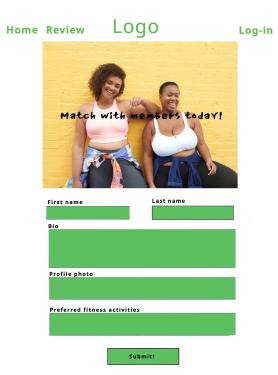 Home Review Logo Log-in
Match with members today!
First name Last name
Bio
Profile photo
Preferred fitness activities
Submit!